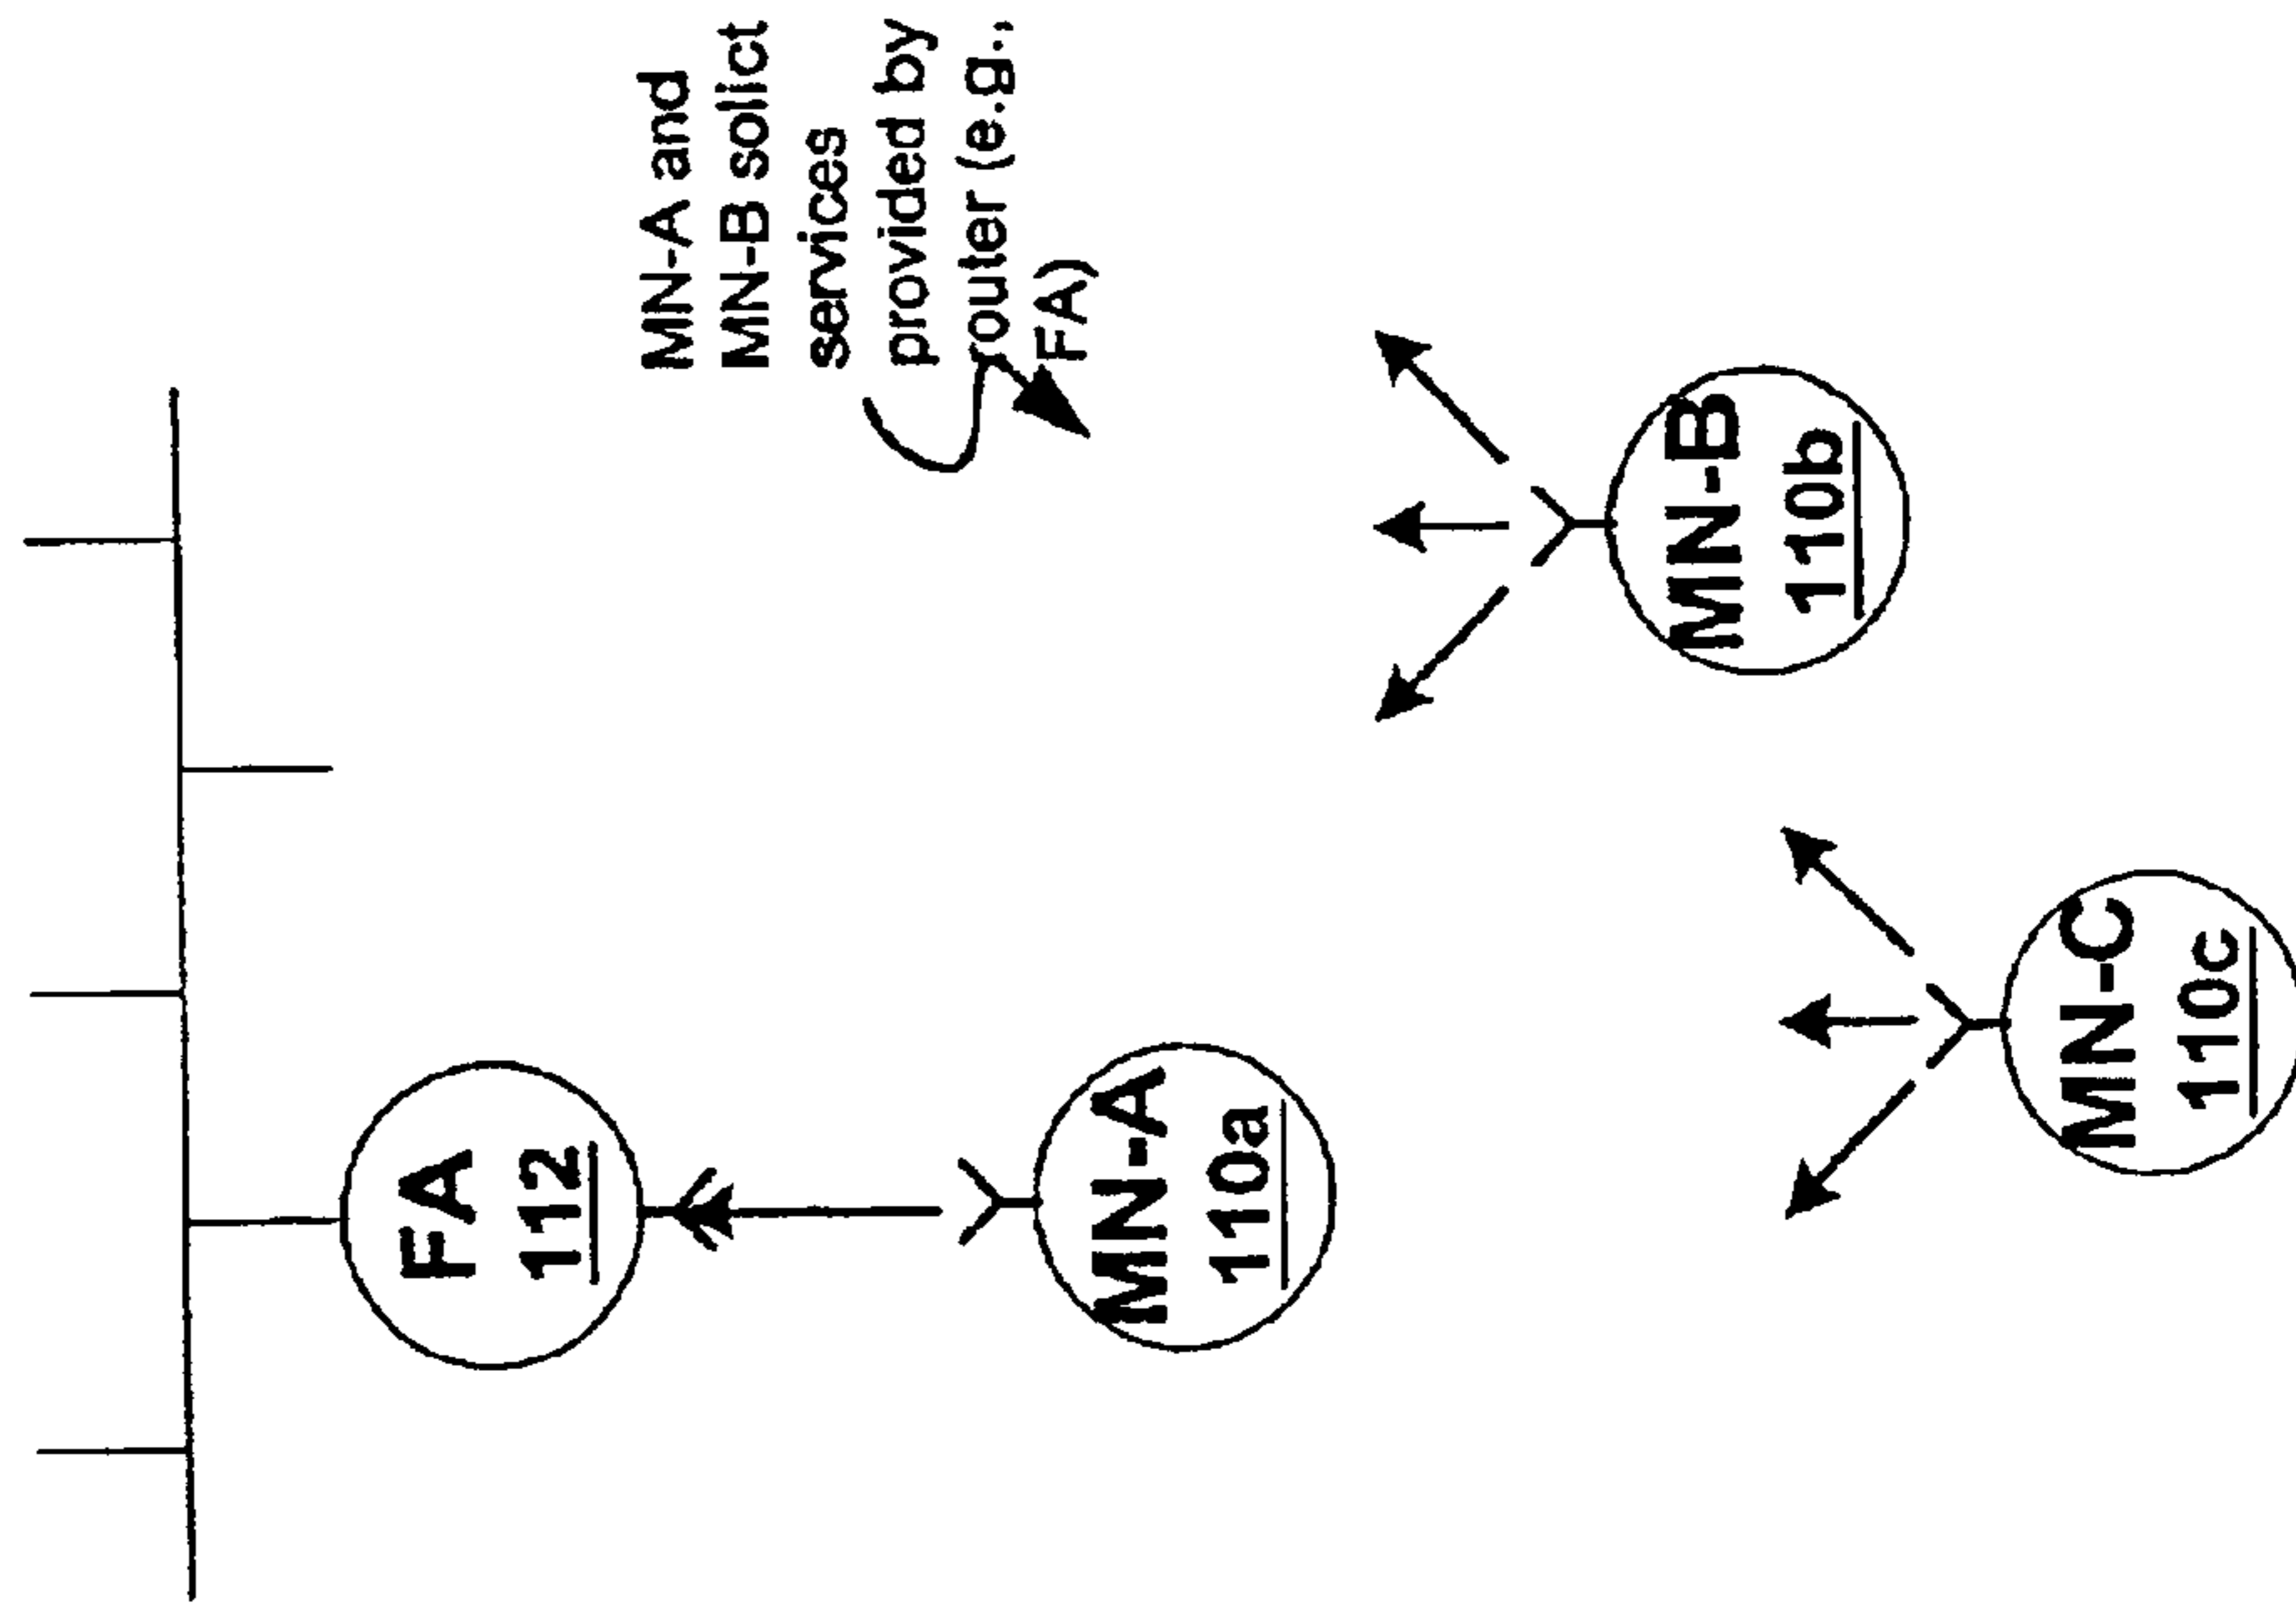 MN-A and
MN-B solict
services
provided by
router (e.g.,
FA)
FA
112
MN-A
110a
MN-B
110b
MN-C
110c